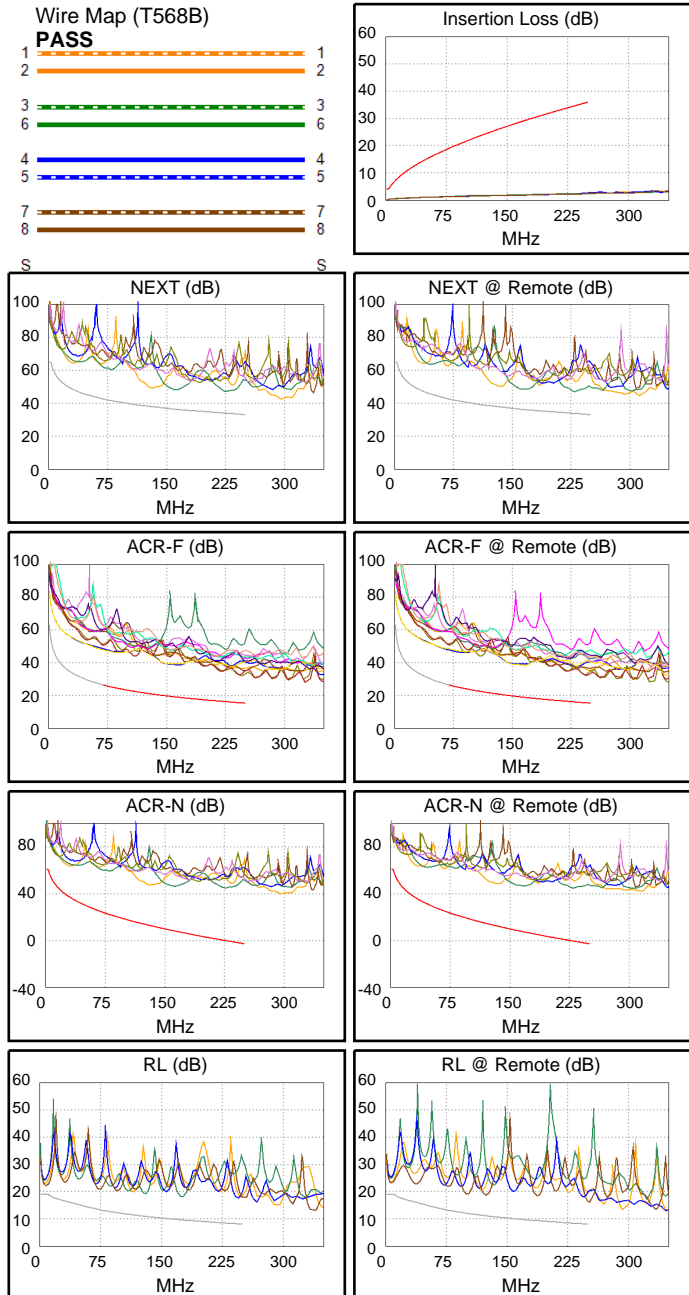 Wire Map (T568B)
PASS
1 1
2 2
3 3
6 6
4 4
5 5
7 7
8 8
S S
Insertion Loss (dB)
60
50
40
30
20
10
0
0 75 150 225 300
MHz
NEXT (dB)
100
80
60
40
20
0
0 75 150 225 300
MHz
NEXT @ Remote (dB)
100
80
60
40
20
0
0 75 150 225 300
MHz
ACR-F (dB)
100
80
60
40
20
0
0 75 150 225 300
MHz
ACR-F @ Remote (dB)
100
80
60
40
20
0
0 75 150 225 300
MHz
ACR-N (dB)
80
40
0
-40
0 75 150 225 300
MHz
ACR-N @ Remote (dB)
80
40
0
-40
0 75 150 225 300
MHz
RL (dB)
60
50
40
30
20
10
0
0 75 150 225 300
MHz
RL @ Remote (dB)
60
50
40
30
20
10
0
0 75 150 225 300
MHz